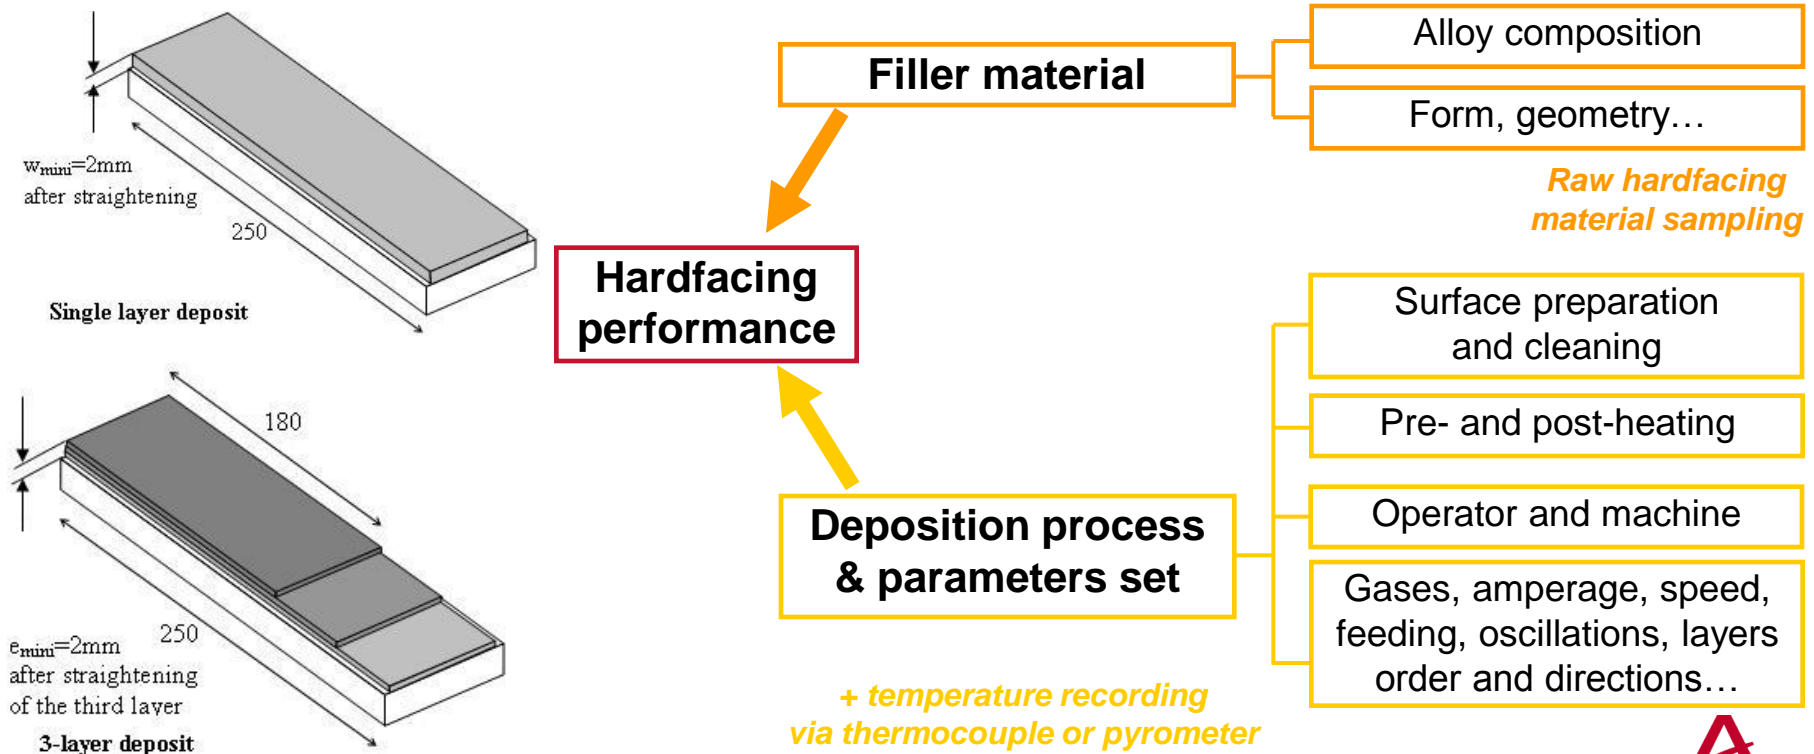 w_mini=2mm
after straightening
250
Single layer deposit
180
250
e_mini=2mm
after straightening
of the third layer
3-layer deposit
Filler material
Alloy composition
Form, geometry…
Raw hardfacing
material sampling
Hardfacing
performance
Surface preparation
and cleaning
Pre- and post-heating
Operator and machine
Deposition process
& parameters set
Gases, amperage, speed,
feeding, oscillations, layers
order and directions…
+ temperature recording
via thermocouple or pyrometer